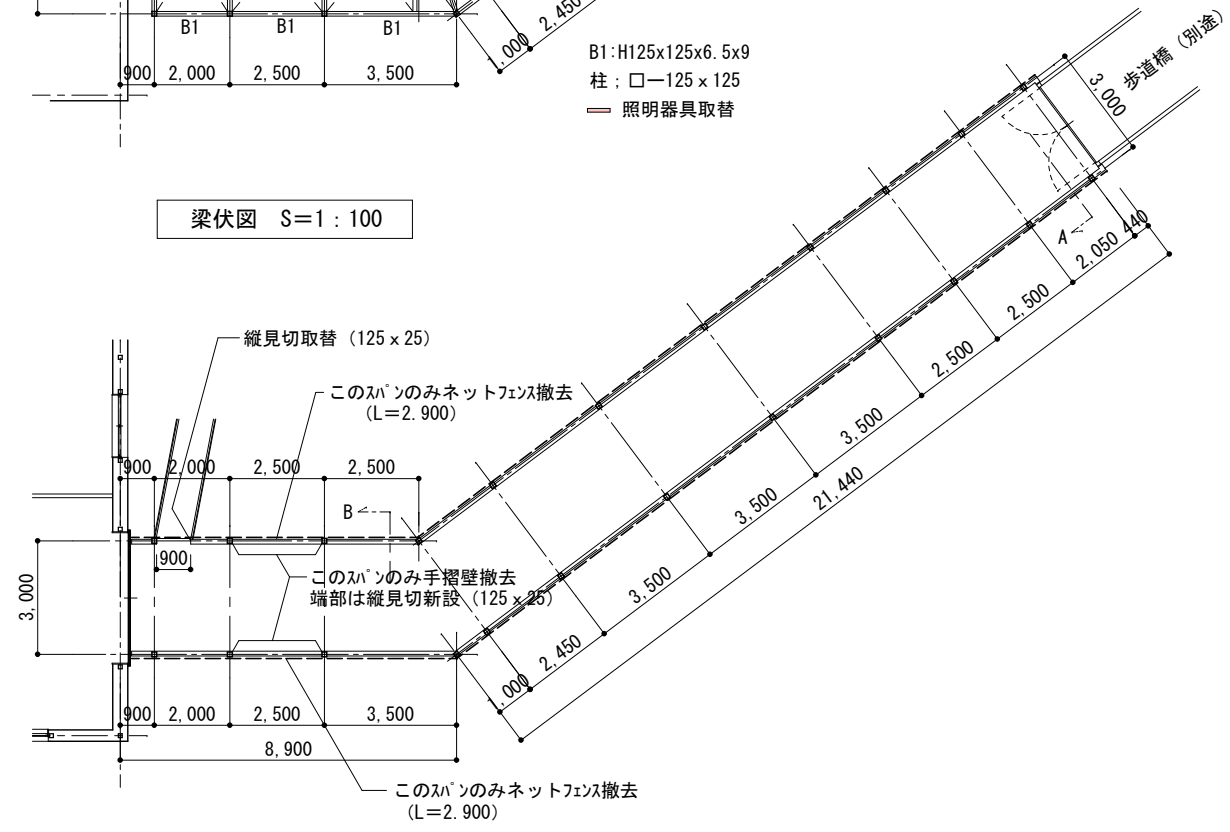 B1
B1
B1
900
2,000
2,500
3,500
1,000
2,450
B1:H125x125x6.5x9
柱；ロー125ｘ125
照明器具取替
歩道橋（別途）
3,000
梁伏図　S＝1：100
A
440
2,050
2,500
2,500
3,500
3,500
3,500
2,450
1,000
21,440
縦見切取替（125ｘ25）
このｽﾊﾟﾝのみネットﾌｪﾝｽ撤去
（L＝2.900）
900
2,000
2,500
2,500
B
900
このｽﾊﾟﾝのみ手摺壁撤去
端部は縦見切新設（125ｘ25）
3,000
900
2,000
2,500
3,500
8,900
このｽﾊﾟﾝのみネットﾌｪﾝｽ撤去
（L＝2.900）